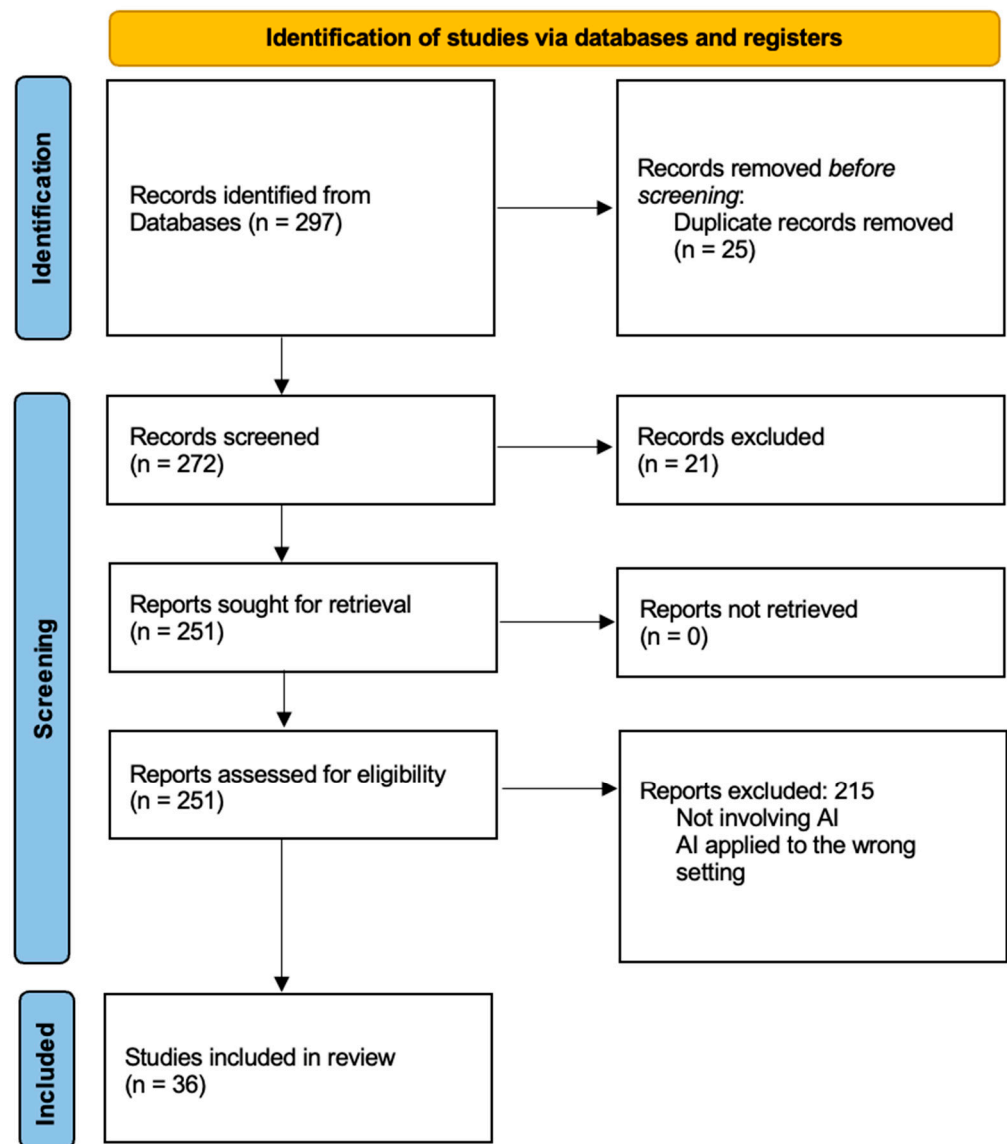 Identification of studies via databases and registers
Identification
Records identified from
Databases (n = 297)
Records removed before
screening:
Duplicate records removed
(n = 25)
Screening
Records screened
(n = 272)
Records excluded
(n = 21)
Reports sought for retrieval
(n = 251)
Reports not retrieved
(n = 0)
Reports assessed for eligibility
(n = 251)
Reports excluded: 215
Not involving AI
AI applied to the wrong
setting
Included
Studies included in review
(n = 36)